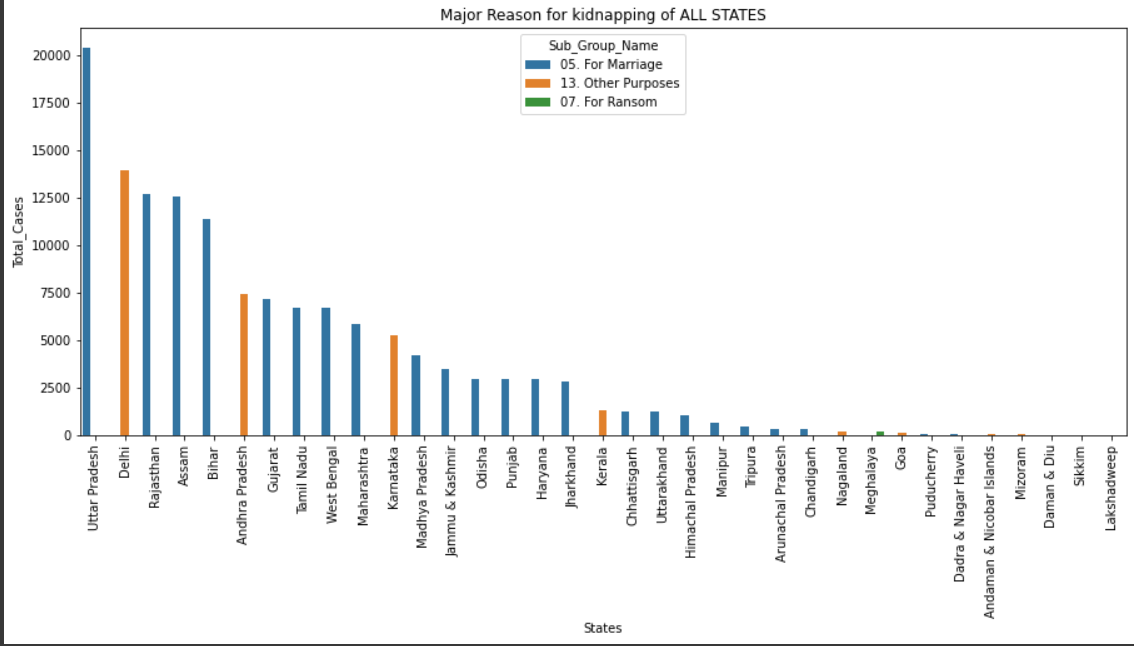 Major Reason for kidnapping of ALL STATES
Sub_Group_Name
05. For Marriage
13. Other Purposes
07. For Ransom
20000
17500
15000
12500
10000
7500
5000
2500
0
Total_Cases
Uttar Pradesh
Delhi
Rajasthan
Assam
Bihar
Andhra Pradesh
Gujarat
Tamil Nadu
West Bengal
Maharashtra
Karnataka
Madhya Pradesh
Jammu & Kashmir
Odisha
Punjab
Haryana
Jharkhand
Kerala
Chhattisgarh
Uttarakhand
Himachal Pradesh
Manipur
Tripura
Arunachal Pradesh
Chandigarh
Nagaland
Meghalaya
Goa
Puducherry
Dadra & Nagar Haveli
Andaman & Nicobar Islands
Mizoram
Daman & Diu
Sikkim
Lakshadweep
States